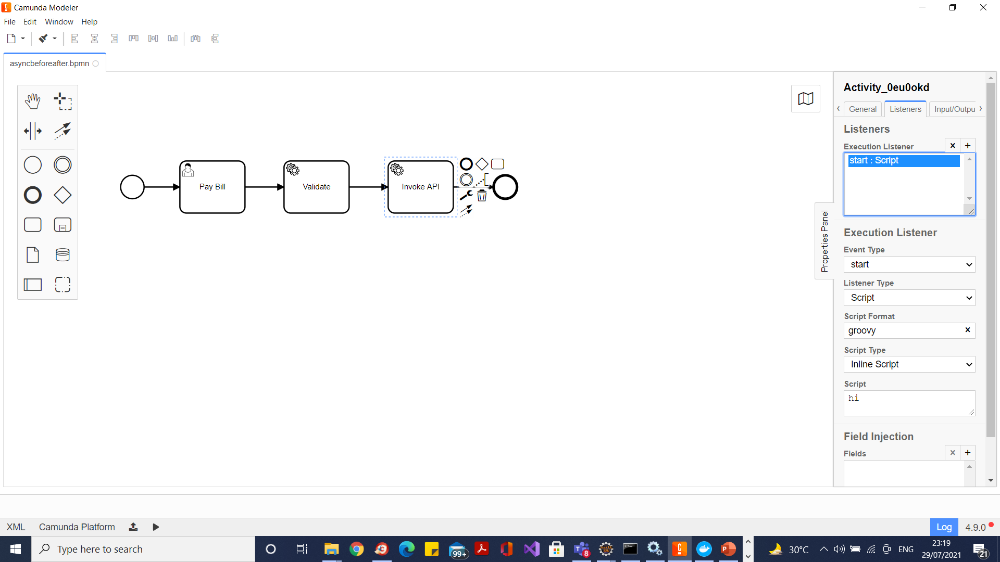 Camunda Modeler
File Edit Window Help
asyncbeforeafter.bpmn
Pay Bill
Validate
Invoke API
Properties Panel
Activity_0eu0okd
General Listeners Input/Outpu
Listeners
Execution Listener
start : Script
Execution Listener
Event Type
start
Listener Type
Script
Script Format
groovy
Script Type
Inline Script
Script
hi
Field Injection
Fields
XML Camunda Platform Log 4.9.0
Type here to search
99+
8
30°C
ENG
23:19
29/07/2021
21